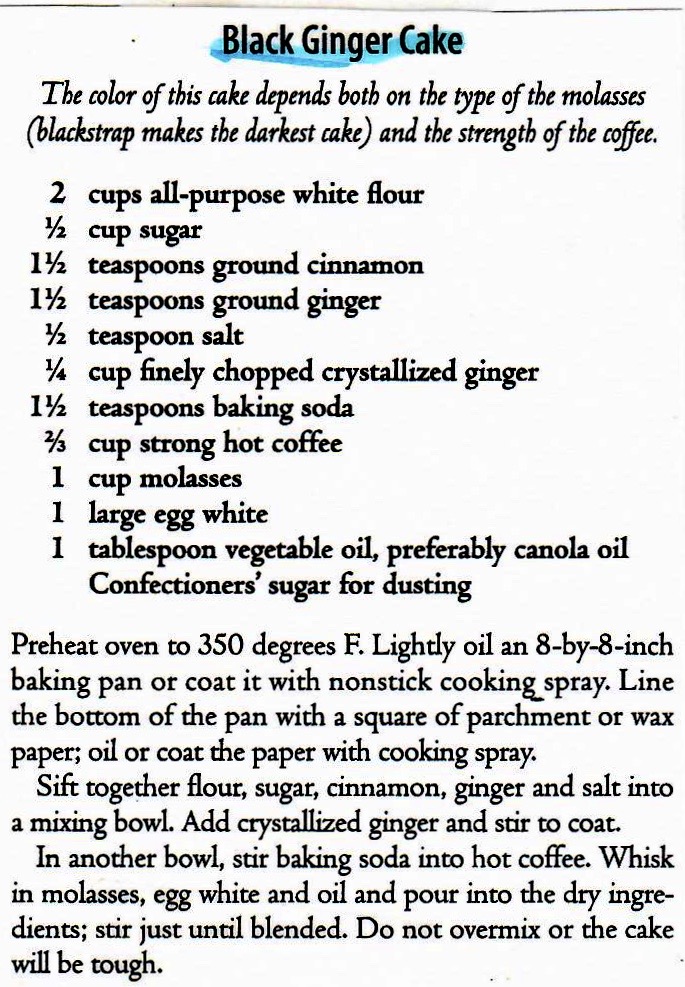 Black Ginger Cake
The color of this cake depends both on the type of the molasses
(blackstrap makes the darkest cake) and the strength of the coffee.
2 cups all-purpose white flour
½ cup sugar
1½ teaspoons ground cinnamon
1½ teaspoons ground ginger
½ teaspoon salt
¼ cup finely chopped crystallized ginger
1½ teaspoons baking soda
⅔ cup strong hot coffee
1 cup molasses
1 large egg white
1 tablespoon vegetable oil, preferably canola oil
Confectioners' sugar for dusting
Preheat oven to 350 degrees F. Lightly oil an 8-by-8-inch
baking pan or coat it with nonstick cooking spray. Line
the bottom of the pan with a square of parchment or wax
paper; oil or coat the paper with cooking spray.
Sift together flour, sugar, cinnamon, ginger and salt into
a mixing bowl. Add crystallized ginger and stir to coat.
In another bowl, stir baking soda into hot coffee. Whisk
in molasses, egg white and oil and pour into the dry ingre-
dients; stir just until blended. Do not overmix or the cake
will be tough.